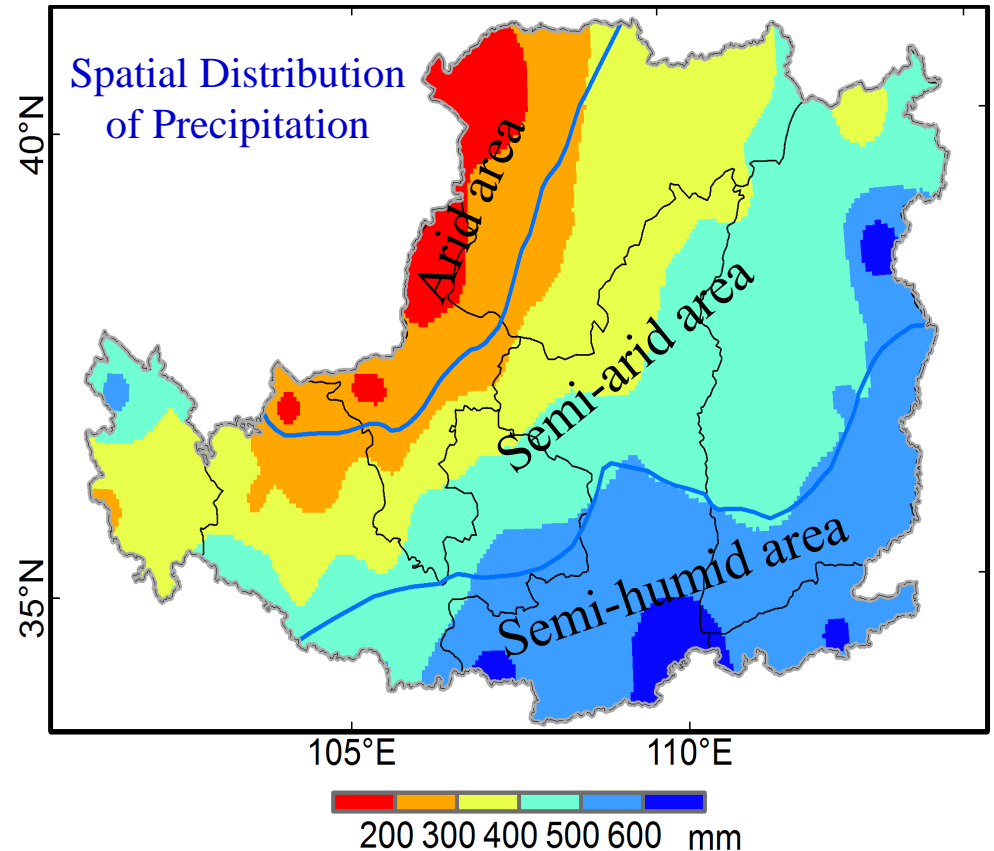 Spatial Distribution
of Precipitation
40°N
Arid area
Semi-arid area
35°N
Semi-humid area
105°E 110°E
200 300 400 500 600 mm